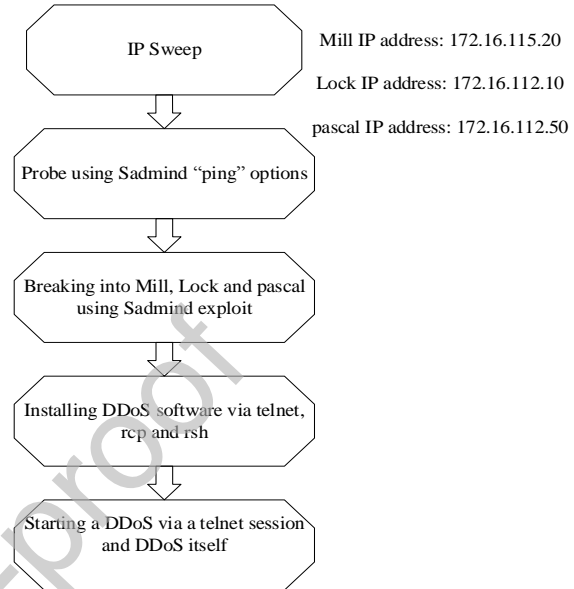 IP Sweep
Mill IP address: 172.16.115.20
Lock IP address: 172.16.112.10
pascal IP address: 172.16.112.50
Probe using Sadmind “ping” options
Breaking into Mill, Lock and pascal
using Sadmind exploit
Installing DDoS software via telnet,
rcp and rsh
Starting a DDoS via a telnet session
and DDoS itself
-proof